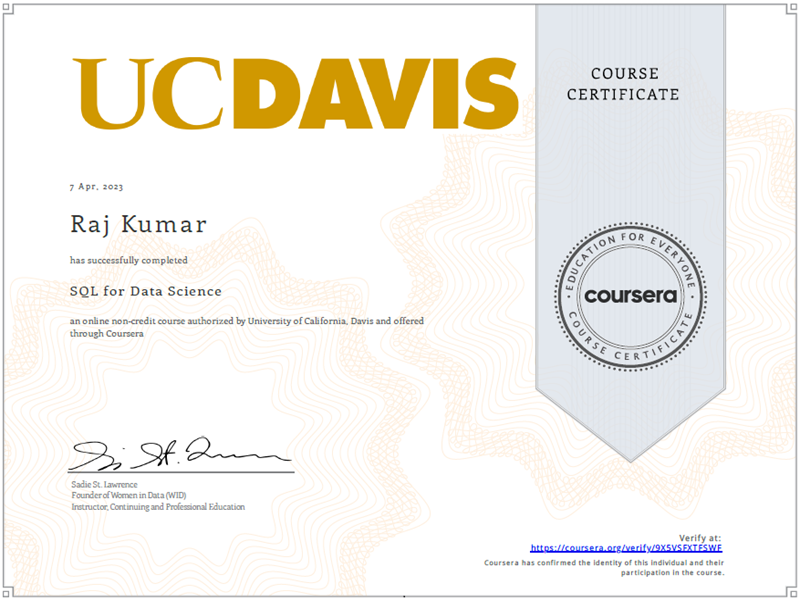 UCDAVIS
COURSE
CERTIFICATE
7 Apr, 2023
Raj Kumar
has successfully completed
SQL for Data Science
an online non-credit course authorized by University of California, Davis and offered
through Coursera
EDUCATION FOR EVERYONE
coursera
COURSE CERTIFICATE
Sadie St. Lawrence
Founder of Women in Data (WID)
Instructor, Continuing and Professional Education
Verify at:
https://coursera.org/verify/9X5VSFXTFSWF
Coursera has confirmed the identity of this individual and their
participation in the course.